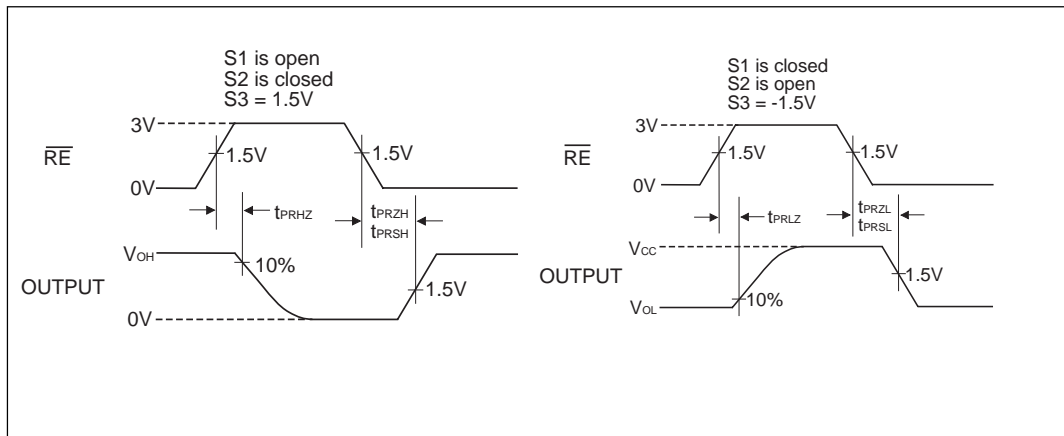 S1 is open
S2 is closed
S3 = 1.5V
3V
RE
1.5V
1.5V
0V
tPRHZ
tPRZH
tPRSH
VOH
10%
OUTPUT
1.5V
0V
S1 is closed
S2 is open
S3 = -1.5V
3V
RE
1.5V
1.5V
0V
tPRLZ
tPRZL
tPRSL
VCC
OUTPUT
1.5V
10%
VOL